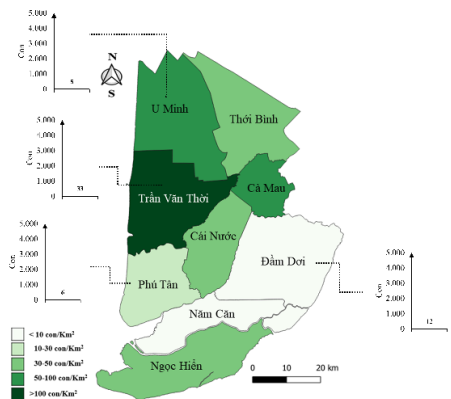 5.000
4.000
3.000
2.000
1.000
0
Con
8
N
S
U Minh
Thới Bình
5.000
4.000
3.000
2.000
1.000
0
Con
33
Trần Văn Thời
Cà Mau
Cái Nước
5.000
4.000
3.000
2.000
1.000
0
Con
6
Phú Tân
Đầm Dơi
5.000
4.000
3.000
2.000
1.000
0
Con
12
Năm Căn
Ngọc Hiển
< 10 con/Km²
10-30 con/Km²
30-50 con/Km²
50-100 con/Km²
>100 con/Km²
0 10 20 km